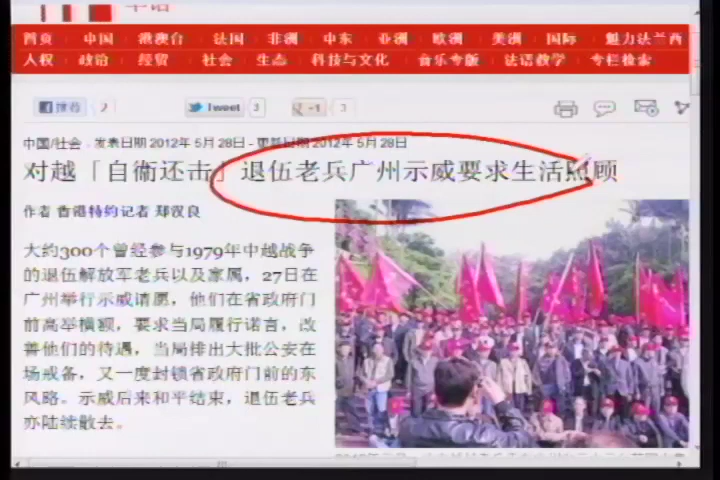 华语
首页 中国 港澳台 法国 非洲 中东 亚洲 欧洲 美洲 国际 魅力法兰西
人权 政治 经贸 社会 生态 科技与文化 音乐专版 法语教学 专栏检索
推荐 2 Tweet 3 -1 3
中国/社会 - 发表日期 2012年 5月 28日 - 更新日期 2012年 5月 28日
对越「自衛还击」退伍老兵广州示威要求生活照顾
作者 香港特约记者 郑汉良
大约300个曾经参与1979年中越战争
的退伍解放军老兵以及家属，27日在
广州举行示威请愿，他们在省政府门
前高举横额，要求当局履行诺言，改
善他们的待遇，当局排出大批公安在
场戒备，又一度封锁省政府门前的东
风路。示威后来和平结束，退伍老兵
亦陆续散去。